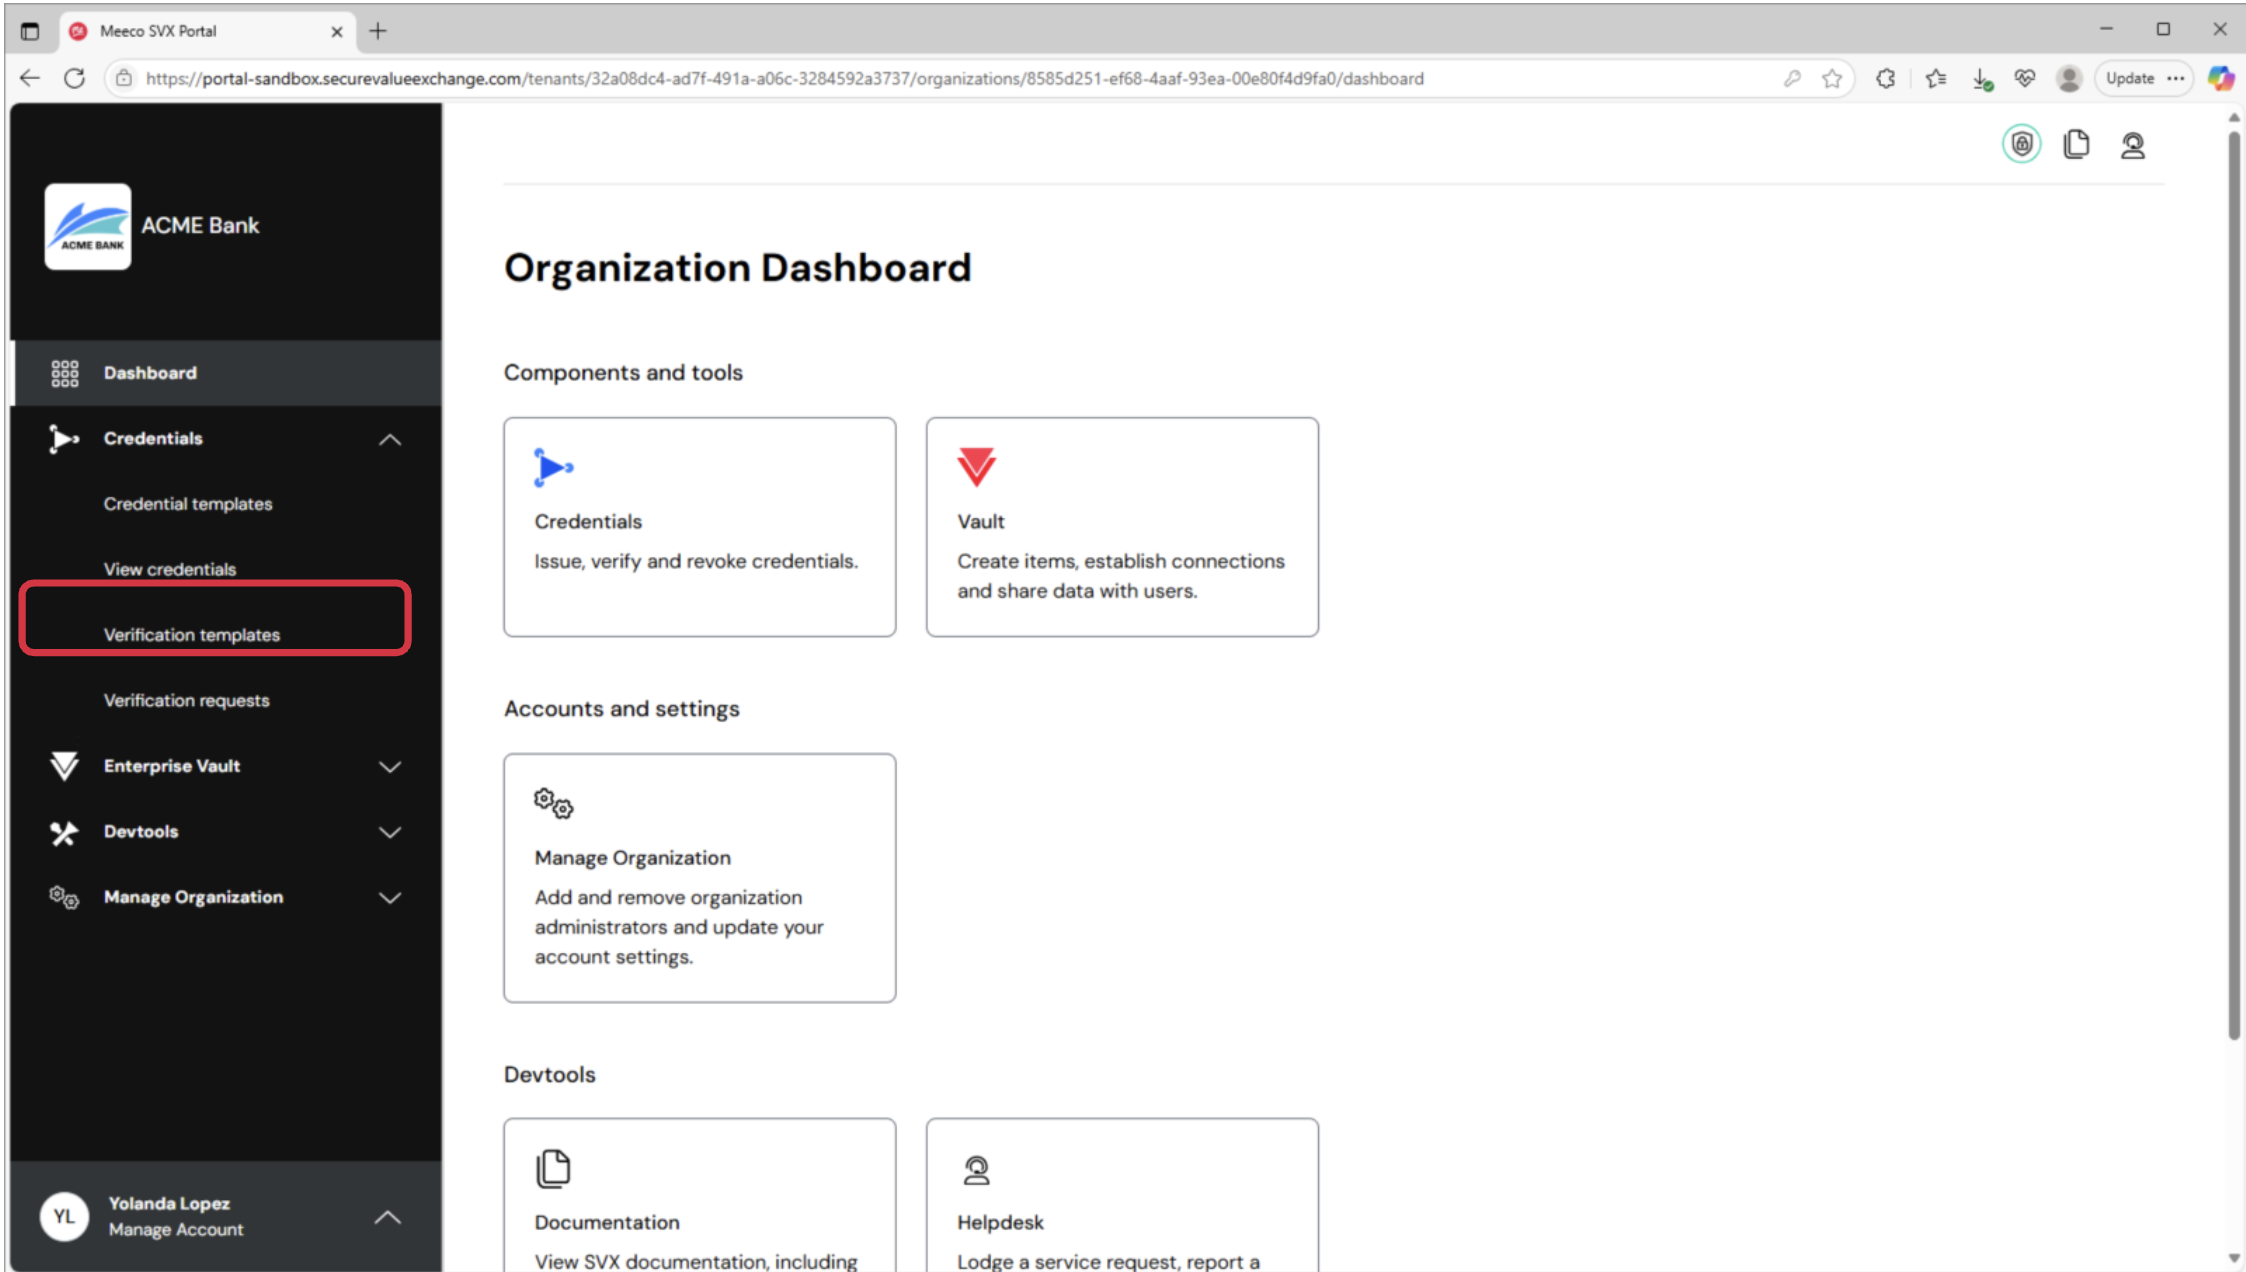 Meeco SVX Portal
https://portal-sandbox.securevalueexchange.com/tenants/32a08dc4-ad7f-491a-a06c-3284592a3737/organizations/8585d251-ef68-4aaf-93ea-00e80f4d9fa0/dashboard
Update
ACME BANK
ACME Bank
Dashboard
Credentials
Credential templates
View credentials
Verification templates
Verification requests
Enterprise Vault
Devtools
Manage Organization
YL
Yolanda Lopez
Manage Account
Organization Dashboard
Components and tools
Credentials
Issue, verify and revoke credentials.
Vault
Create items, establish connections
and share data with users.
Accounts and settings
Manage Organization
Add and remove organization
administrators and update your
account settings.
Devtools
Documentation
View SVX documentation, including
Helpdesk
Lodge a service request, report a